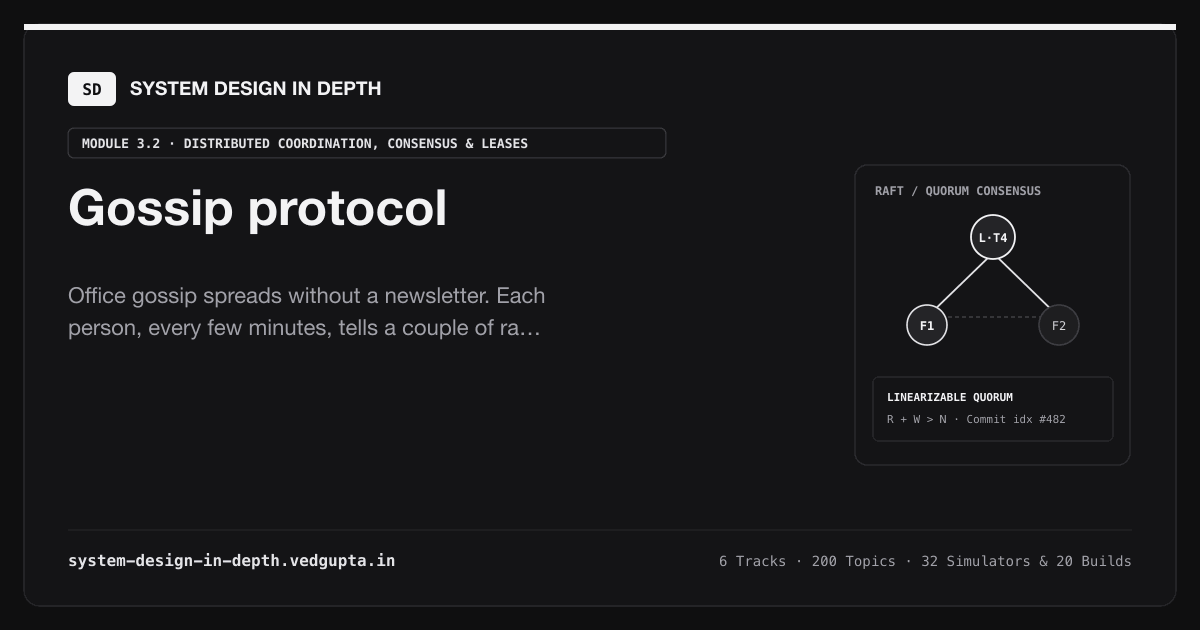 SD
SYSTEM DESIGN IN DEPTH
MODULE 3.2 · DISTRIBUTED COORDINATION, CONSENSUS & LEASES
Gossip protocol
Office gossip spreads without a newsletter. Each
person, every few minutes, tells a couple of ra…
RAFT / QUORUM CONSENSUS
L·T4
F1
F2
LINEARIZABLE QUORUM
R + W > N · Commit idx #482
system-design-in-depth.vedgupta.in
6 Tracks · 200 Topics · 32 Simulators & 20 Builds